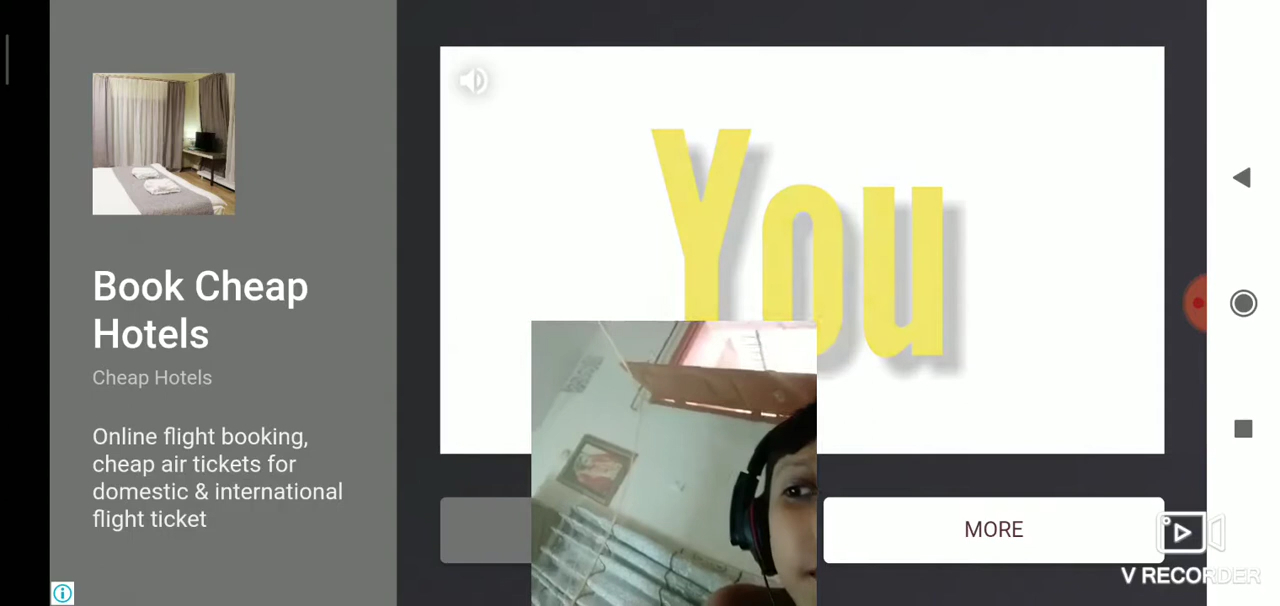 Book Cheap
Hotels
Cheap Hotels
Online flight booking,
cheap air tickets for
domestic & international
flight ticket
You
MORE
V RECORDER